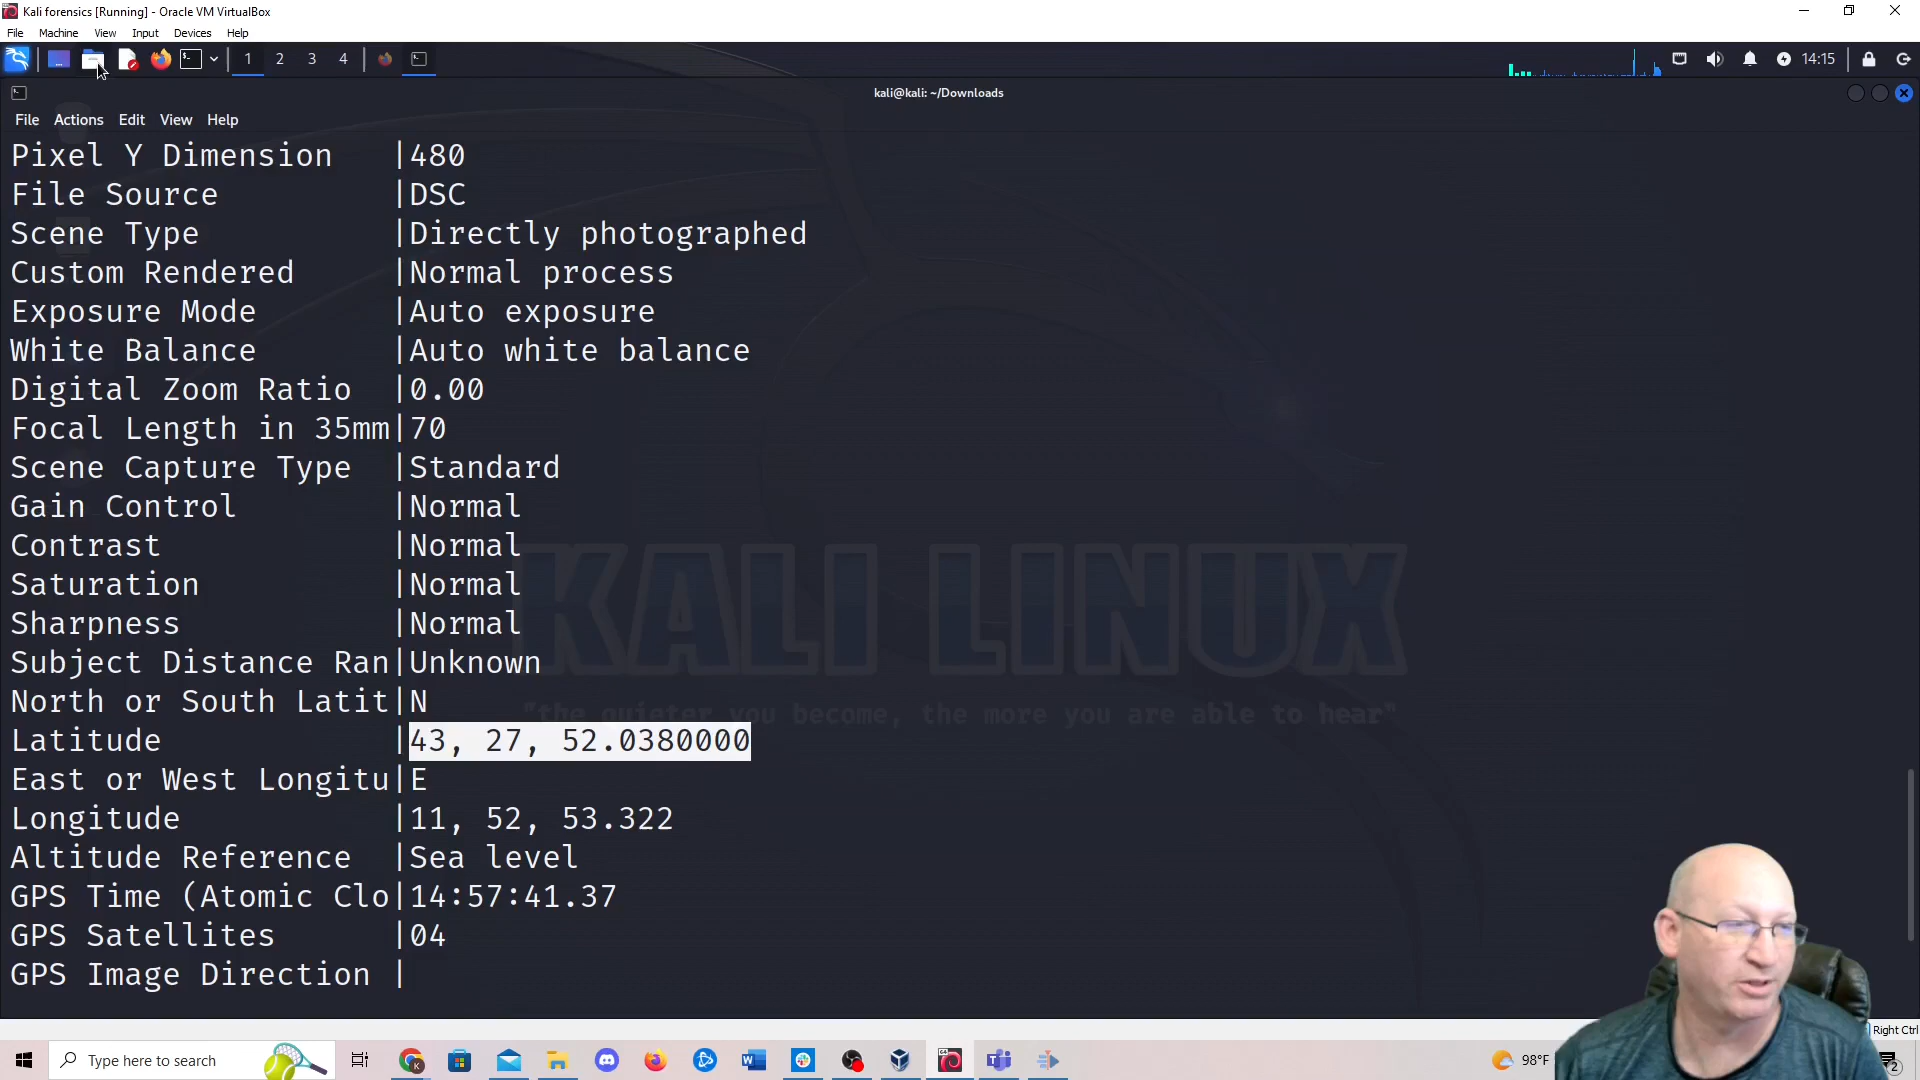 Kali forensics [Running] - Oracle VM VirtualBox
File Machine View Input Devices Help
1 2 3 4 14:15
kali@kali: ~/Downloads
File Actions Edit View Help
Pixel Y Dimension |480
File Source |DSC
Scene Type |Directly photographed
Custom Rendered |Normal process
Exposure Mode |Auto exposure
White Balance |Auto white balance
Digital Zoom Ratio |0.00
Focal Length in 35mm|70
Scene Capture Type |Standard
Gain Control |Normal
Contrast |Normal
Saturation |Normal
Sharpness |Normal
Subject Distance Ran|Unknown
North or South Latit|N
Latitude |43, 27, 52.0380000
East or West Longitu|E
Longitude |11, 52, 53.322
Altitude Reference |Sea level
GPS Time (Atomic Clo|14:57:41.37
GPS Satellites |04
GPS Image Direction |
KALI LINUX
"the quieter you become, the more you are able to hear"
Right Ctrl
Type here to search
98°F
2